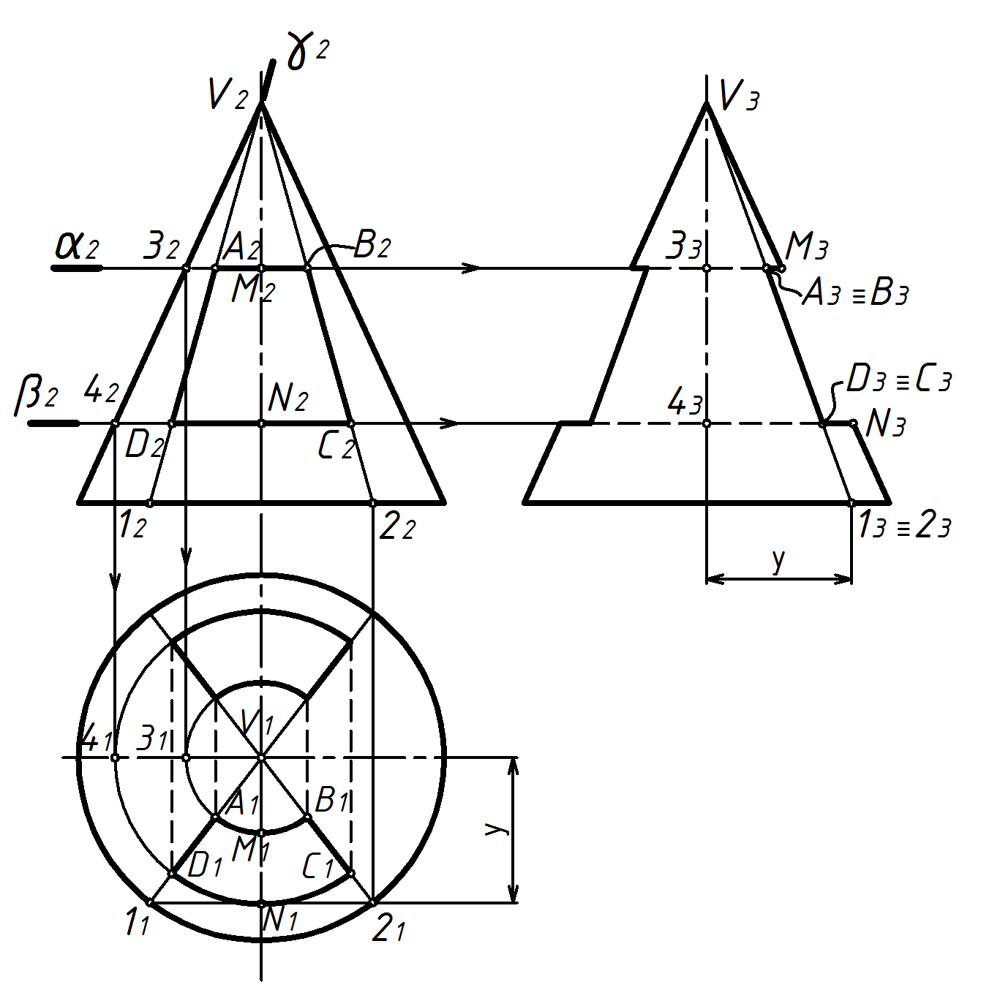 γ2
V2
V3
α2
32
A2
B2
33
M3
M2
A3 ≡ B3
β2
42
N2
43
D3 ≡ C3
N3
D2
C2
12
22
13 ≡ 23
y
V1
41
31
A1
B1
y
M1
D1
C1
11
N1
21